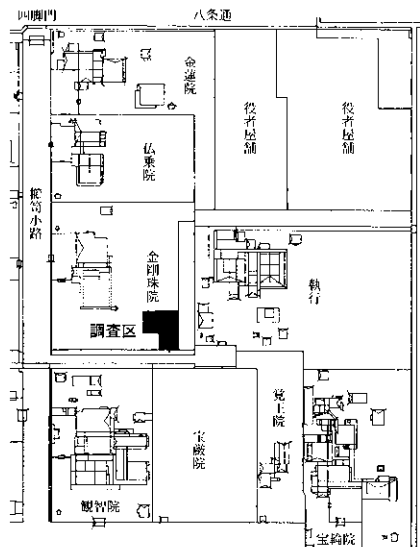 四脚門
八条通
金蓮院
役者屋舗
役者屋舗
仏乗院
櫛笥小路
金剛珠院
執行
調査区
宝厳院
覚王院
観智院
宝輪院